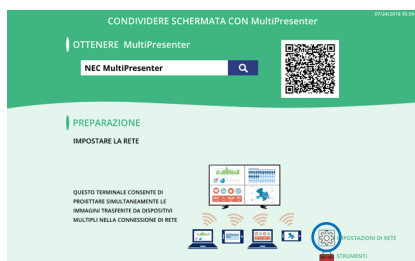 07/24/2018 05:59
CONDIVIDERE SCHERMATA CON MultiPresenter
OTTENERE MultiPresenter
NEC MultiPresenter
PREPARAZIONE
IMPOSTARE LA RETE
QUESTO TERMINALE CONSENTE DI
PROIETTARE SIMULTANEAMENTE LE
IMMAGINI TRASFERITE DA DISPOSITIVI
MULTIPLI NELLA CONNESSIONE DI RETE
IMPOSTAZIONI DI RETE
STRUMENTI